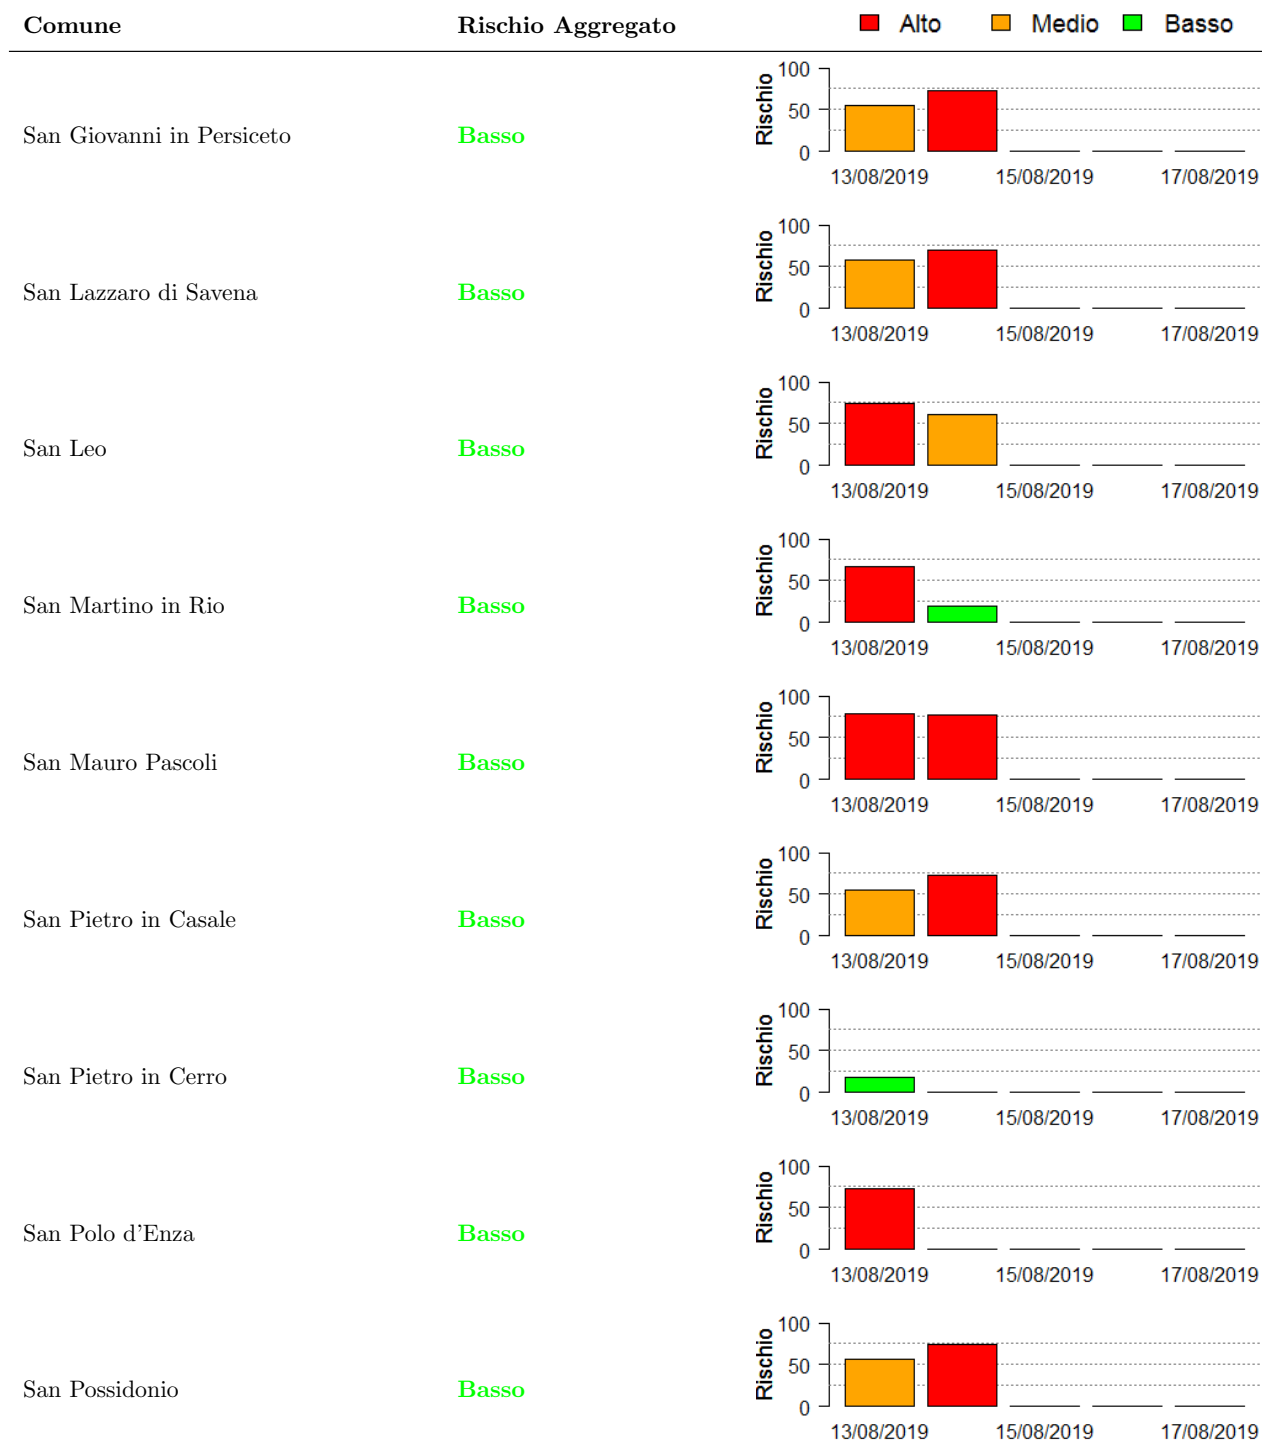 Comune Rischio Aggregato Alto Medio Basso
100
50
0
Rischio
San Giovanni in Persiceto Basso
13/08/2019 15/08/2019 17/08/2019
100
50
0
Rischio
San Lazzaro di Savena Basso
13/08/2019 15/08/2019 17/08/2019
100
50
0
Rischio
San Leo Basso
13/08/2019 15/08/2019 17/08/2019
100
50
0
Rischio
San Martino in Rio Basso
13/08/2019 15/08/2019 17/08/2019
100
50
0
Rischio
San Mauro Pascoli Basso
13/08/2019 15/08/2019 17/08/2019
100
50
0
Rischio
San Pietro in Casale Basso
13/08/2019 15/08/2019 17/08/2019
100
50
0
Rischio
San Pietro in Cerro Basso
13/08/2019 15/08/2019 17/08/2019
100
50
0
Rischio
San Polo d'Enza Basso
13/08/2019 15/08/2019 17/08/2019
100
50
0
Rischio
San Possidonio Basso
13/08/2019 15/08/2019 17/08/2019